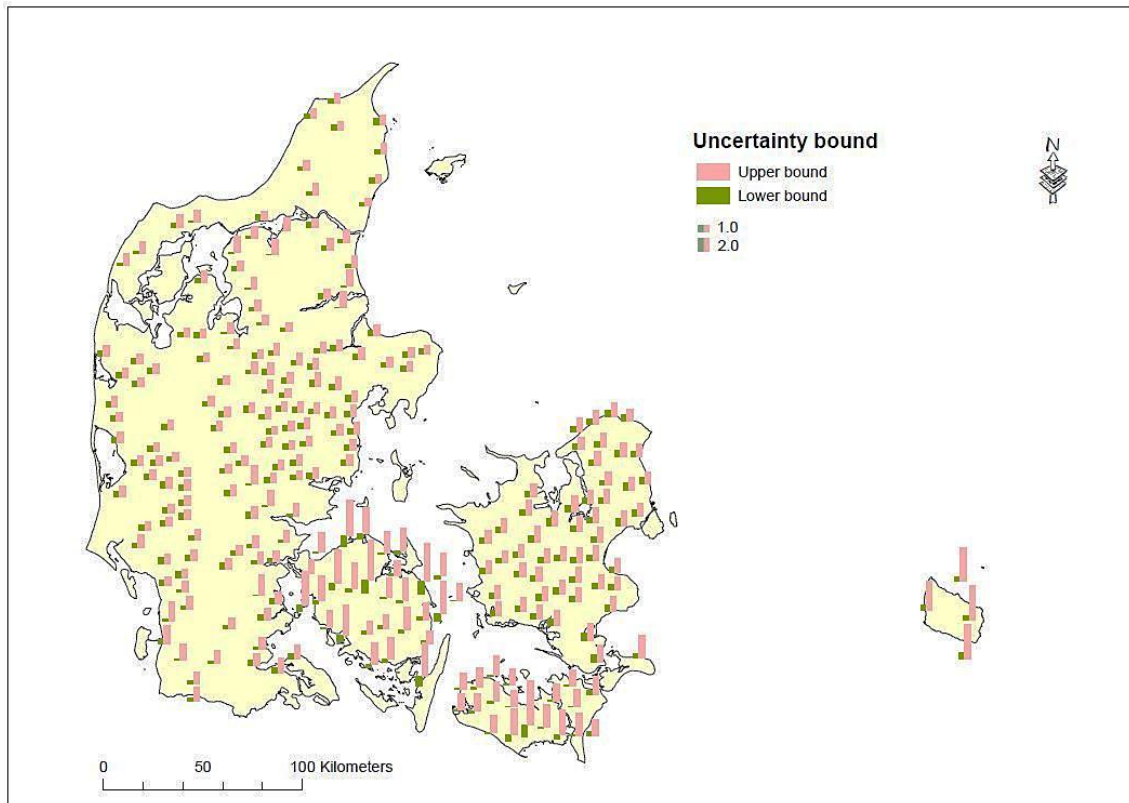 N
Uncertainty bound
Upper bound
Lower bound
1.0
2.0
0 50 100 Kilometers